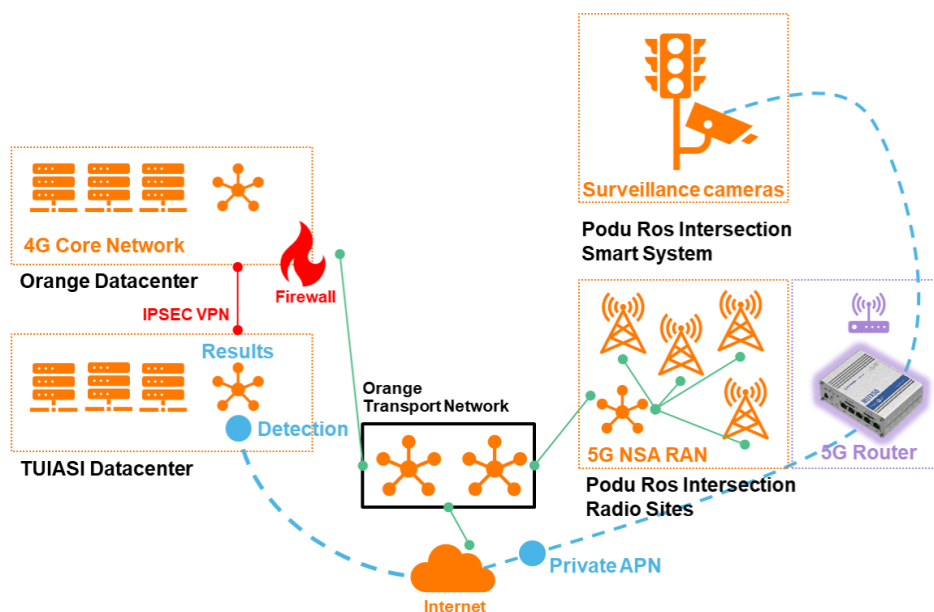 Surveillance cameras
Podu Ros Intersection
Smart System
4G Core Network
Orange Datacenter
Firewall
IPSEC VPN
Results
Detection
TUIASI Datacenter
Orange
Transport Network
5G NSA RAN
Podu Ros Intersection
Radio Sites
5G Router
Private APN
Internet